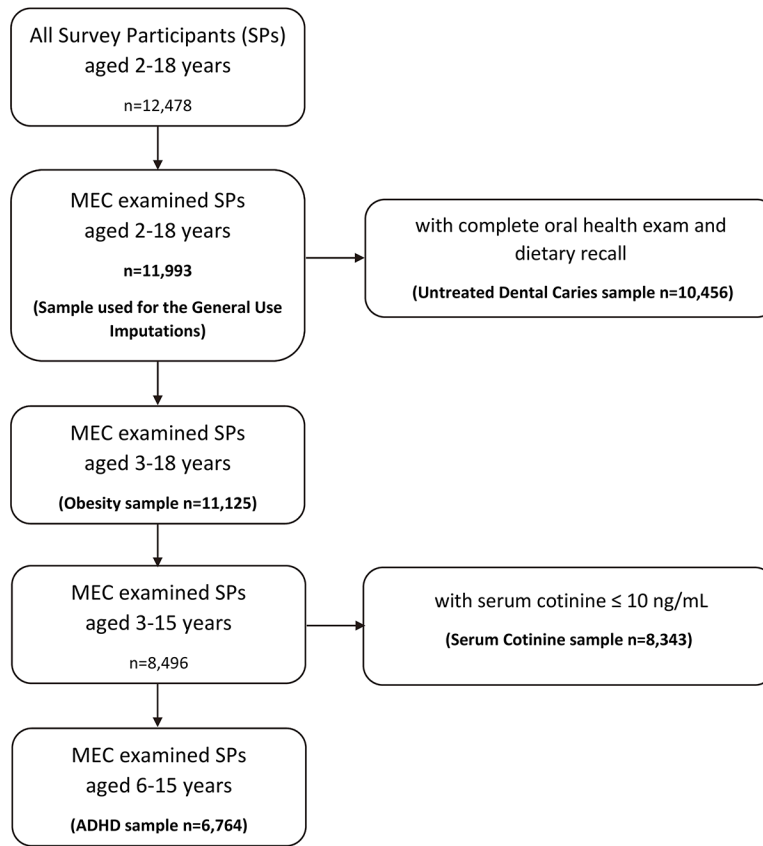 All Survey Participants (SPs)
aged 2-18 years
n=12,478
MEC examined SPs
aged 2-18 years
n=11,993
(Sample used for the General Use
Imputations)
with complete oral health exam and
dietary recall
(Untreated Dental Caries sample n=10,456)
MEC examined SPs
aged 3-18 years
(Obesity sample n=11,125)
MEC examined SPs
aged 3-15 years
n=8,496
with serum cotinine ≤ 10 ng/mL
(Serum Cotinine sample n=8,343)
MEC examined SPs
aged 6-15 years
(ADHD sample n=6,764)